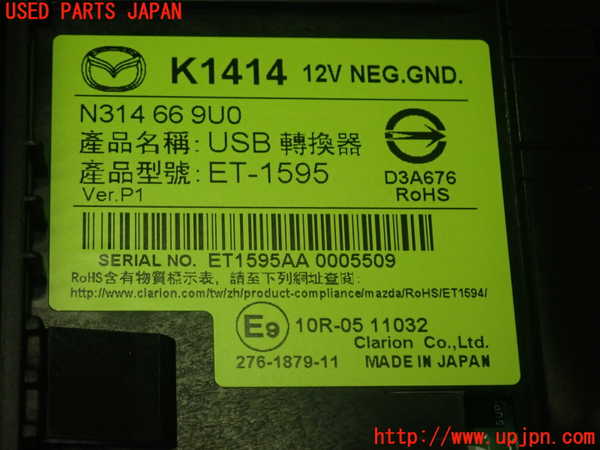 USED PARTS JAPAN
K1414 12V NEG.GND.
N314 66 9U0
產品名稱: USB 轉換器
產品型號: ET-1595
Ver.P1
D3A676
RoHS
SERIAL NO. ET1595AA 0005509
RoHS含有物質標示表, 請至下列網址查閱:
http://www.clarion.com/tw/zh/product-compliance/mazda/RoHS/ET1594/
E9 10R-05 11032
Clarion Co.,Ltd.
276-1879-11 MADE IN JAPAN
http://www.upjpn.com